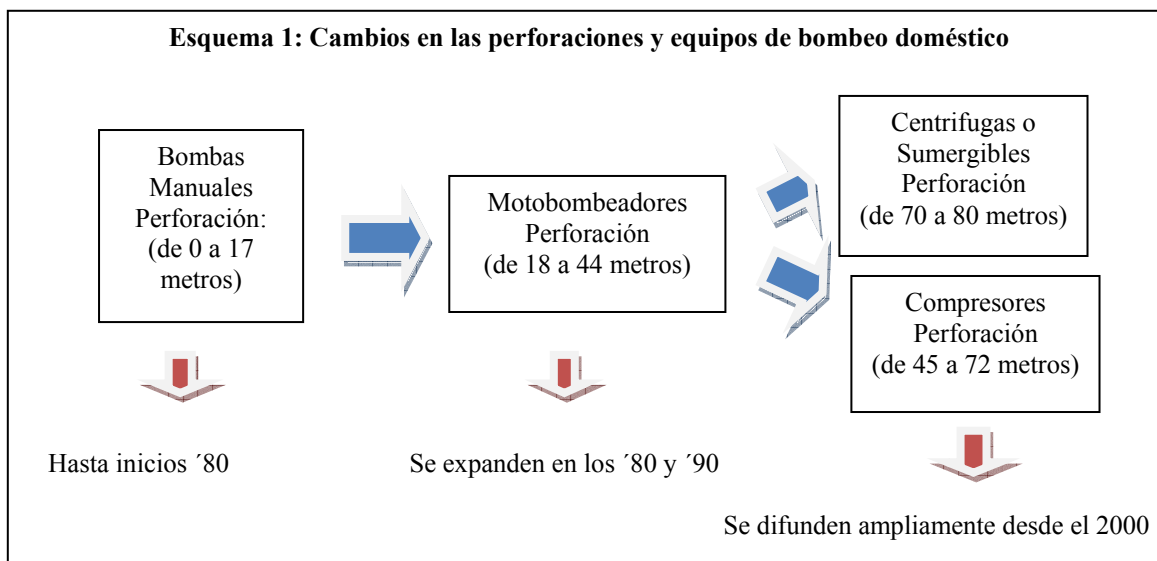 Esquema 1: Cambios en las perforaciones y equipos de bombeo doméstico
Bombas
Manuales
Perforación:
(de 0 a 17
metros)
Motobombeadores
Perforación
(de 18 a 44 metros)
Centrifugas o
Sumergibles
Perforación
(de 70 a 80 metros)
Compresores
Perforación
(de 45 a 72 metros)
Hasta inicios ´80
Se expanden en los ´80 y ´90
Se difunden ampliamente desde el 2000